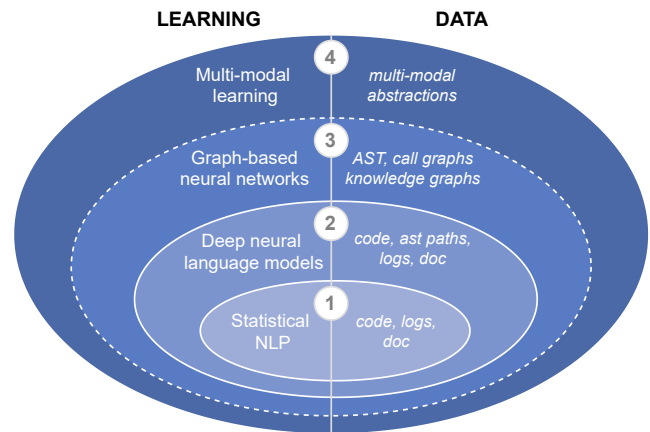 LEARNING DATA
4
Multi-modal
learning
multi-modal
abstractions
3
Graph-based
neural networks
AST, call graphs
knowledge graphs
2
Deep neural
language models
code, ast paths,
logs, doc
1
Statistical
NLP
code, logs,
doc